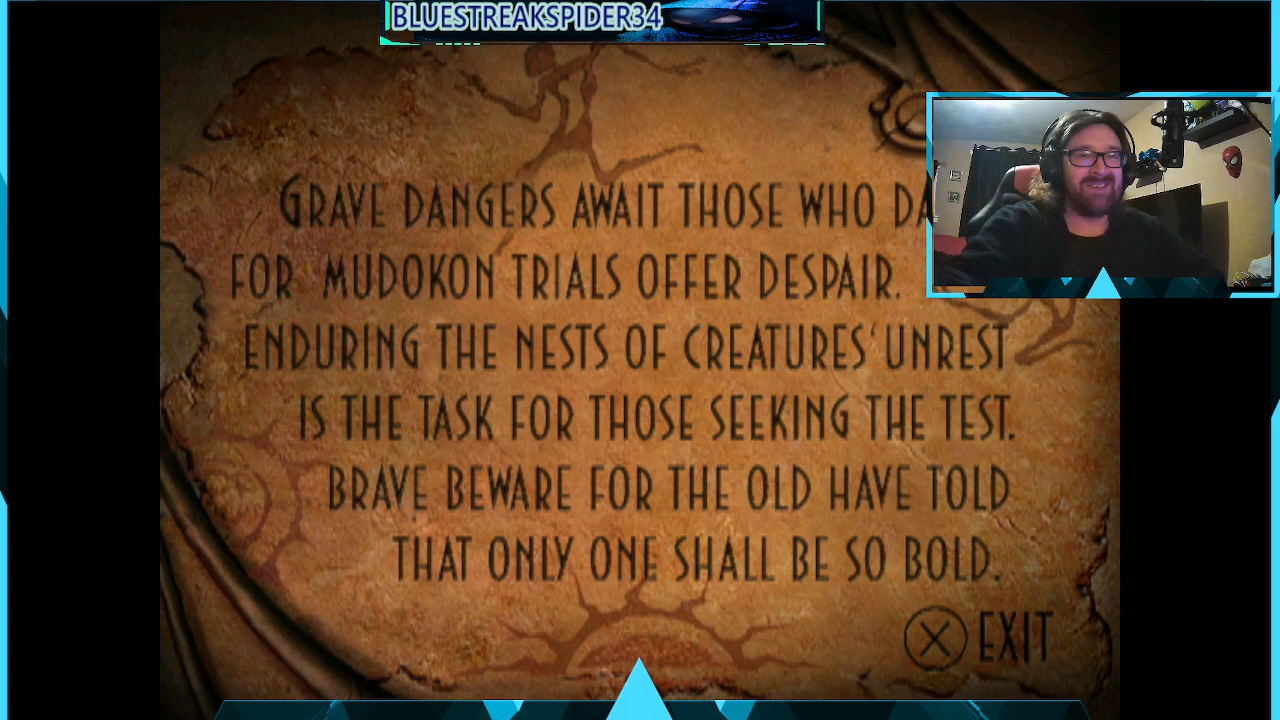 BLUESTREAKSPIDER34
GRAVE DANGERS AWAIT THOSE WHO
FOR MUDOKON TRIALS OFFER DESPAIR.
ENDURING THE NESTS OF CREATURES' UNREST
IS THE TASK FOR THOSE SEEKING THE TEST.
BRAVE BEWARE FOR THE OLD HAVE TOLD
THAT ONLY ONE SHALL BE SO BOLD.
EXIT